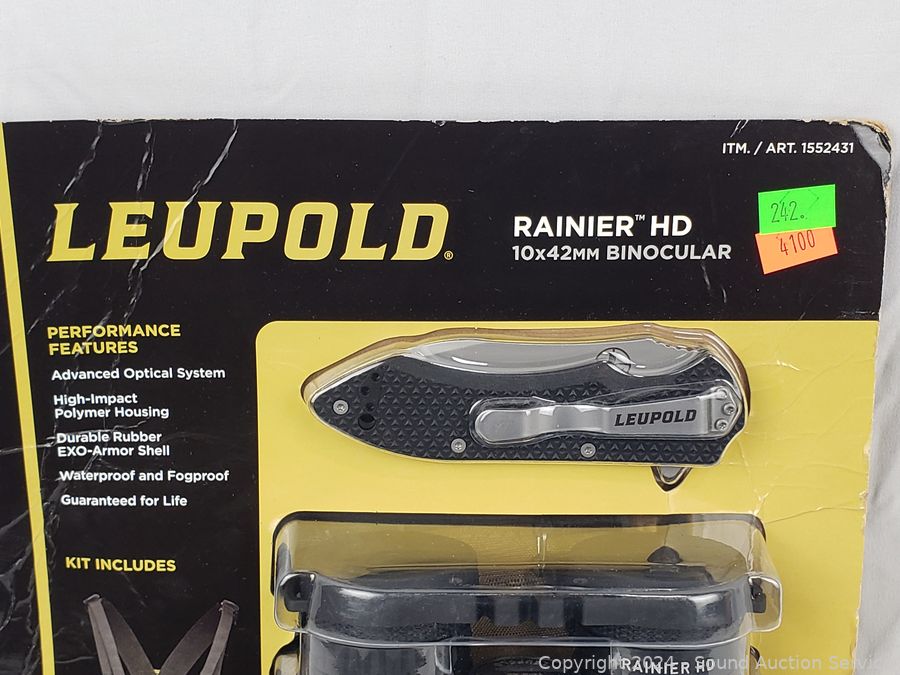 ITM. / ART. 1552431
LEUPOLD®
RAINIER™ HD
10x42MM BINOCULAR
242.
4100
PERFORMANCE
FEATURES
Advanced Optical System
High-Impact
Polymer Housing
Durable Rubber
EXO-Armor Shell
Waterproof and Fogproof
Guaranteed for Life
LEUPOLD
KIT INCLUDES
RAINIER HD
Copyright 2024 - Sound Auction Service